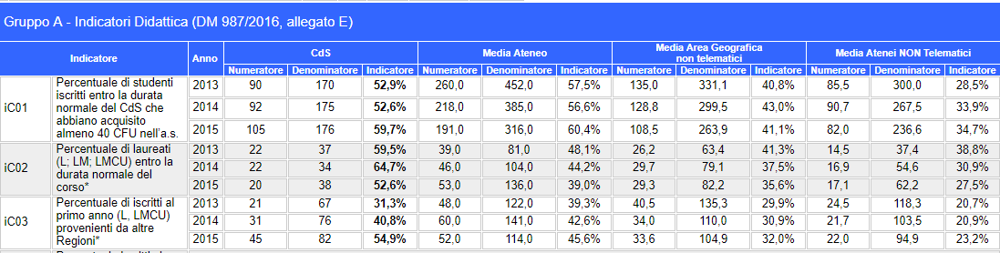 Gruppo A - Indicatori Didattica (DM 987/2016, allegato E)
Indicatore Anno CdS Media Ateneo Media Area Geografica non telematici Media Atenei NON Telematici
Numeratore Denominatore Indicatore Numeratore Denominatore Indicatore Numeratore Denominatore Indicatore Numeratore Denominatore Indicatore
iC01
Percentuale di studenti
iscritti entro la durata
normale del CdS che
abbiano acquisito
almeno 40 CFU nell'a.s.
2013 90 170 52,9% 260,0 452,0 57,5% 135,0 331,1 40,8% 85,5 300,0 28,5%
2014 92 175 52,6% 218,0 385,0 56,6% 128,8 299,5 43,0% 90,7 267,5 33,9%
2015 105 176 59,7% 191,0 316,0 60,4% 108,5 263,9 41,1% 82,0 236,6 34,7%
iC02
Percentuale di laureati
(L; LM; LMCU) entro la
durata normale del
corso*
2013 22 37 59,5% 39,0 81,0 48,1% 26,2 63,4 41,3% 14,5 37,4 38,8%
2014 22 34 64,7% 46,0 104,0 44,2% 29,7 79,1 37,5% 16,9 54,6 30,9%
2015 20 38 52,6% 53,0 136,0 39,0% 29,3 82,2 35,6% 17,1 62,2 27,5%
iC03
Percentuale di iscritti al
primo anno (L, LMCU)
provenienti da altre
Regioni*
2013 21 67 31,3% 48,0 122,0 39,3% 40,5 135,3 29,9% 24,5 118,3 20,7%
2014 31 76 40,8% 60,0 141,0 42,6% 34,0 110,0 30,9% 21,7 103,5 20,9%
2015 45 82 54,9% 52,0 114,0 45,6% 33,6 104,9 32,0% 22,0 94,9 23,2%